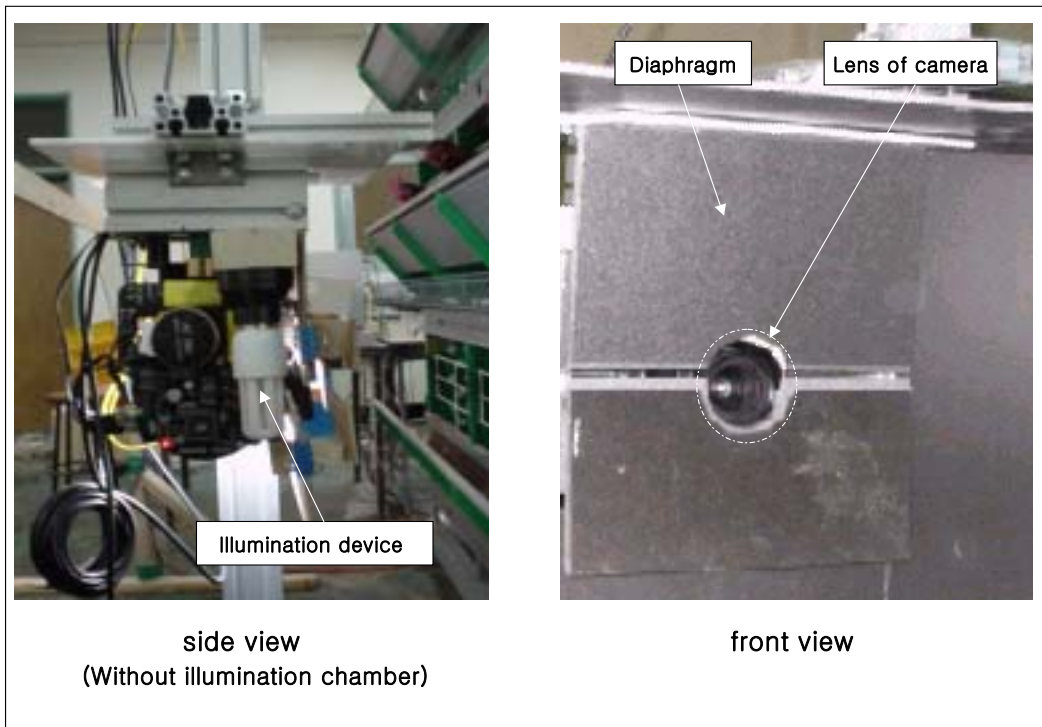 Diaphragm
Lens of camera
Illumination device
side view
(Without illumination chamber)
front view